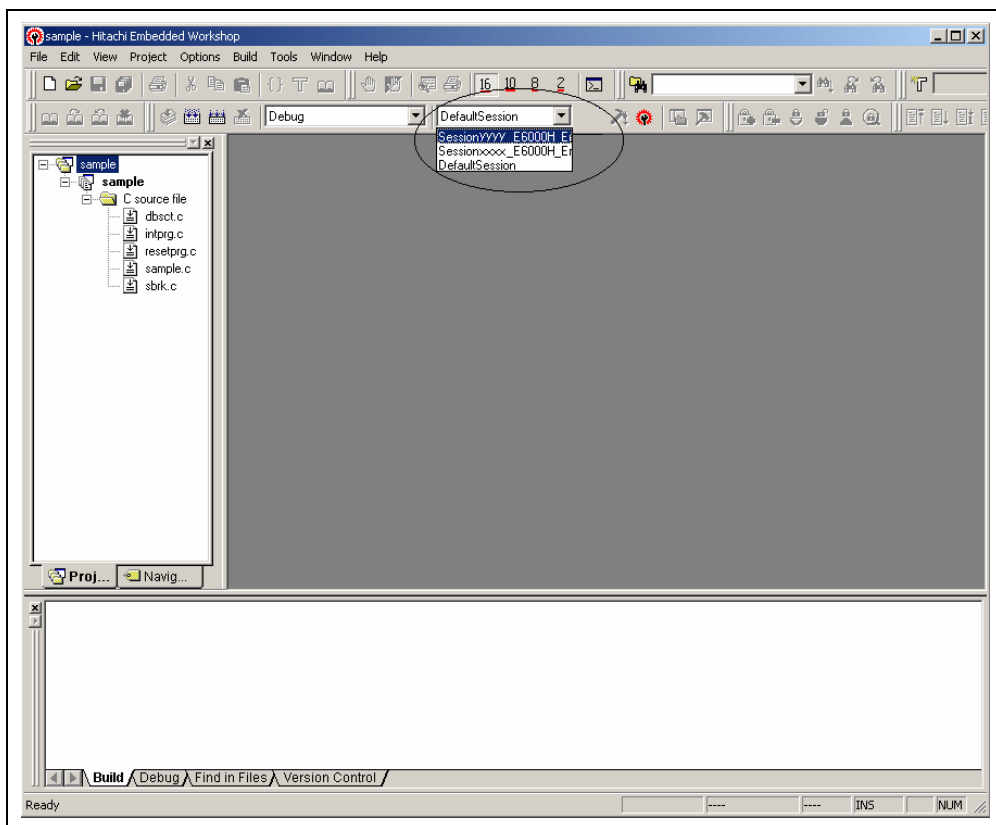 sample - Hitachi Embedded Workshop
File Edit View Project Options Build Tools Window Help
16 10 8 2
Debug DefaultSession
SessionYYYY_E6000H_E
Sessionxxxx_E6000H_E
DefaultSession
sample
sample
C source file
dbsct.c
intprg.c
resetprg.c
sample.c
sbrk.c
Proj... Navig...
Build Debug Find in Files Version Control
Ready ---- ---- INS NUM